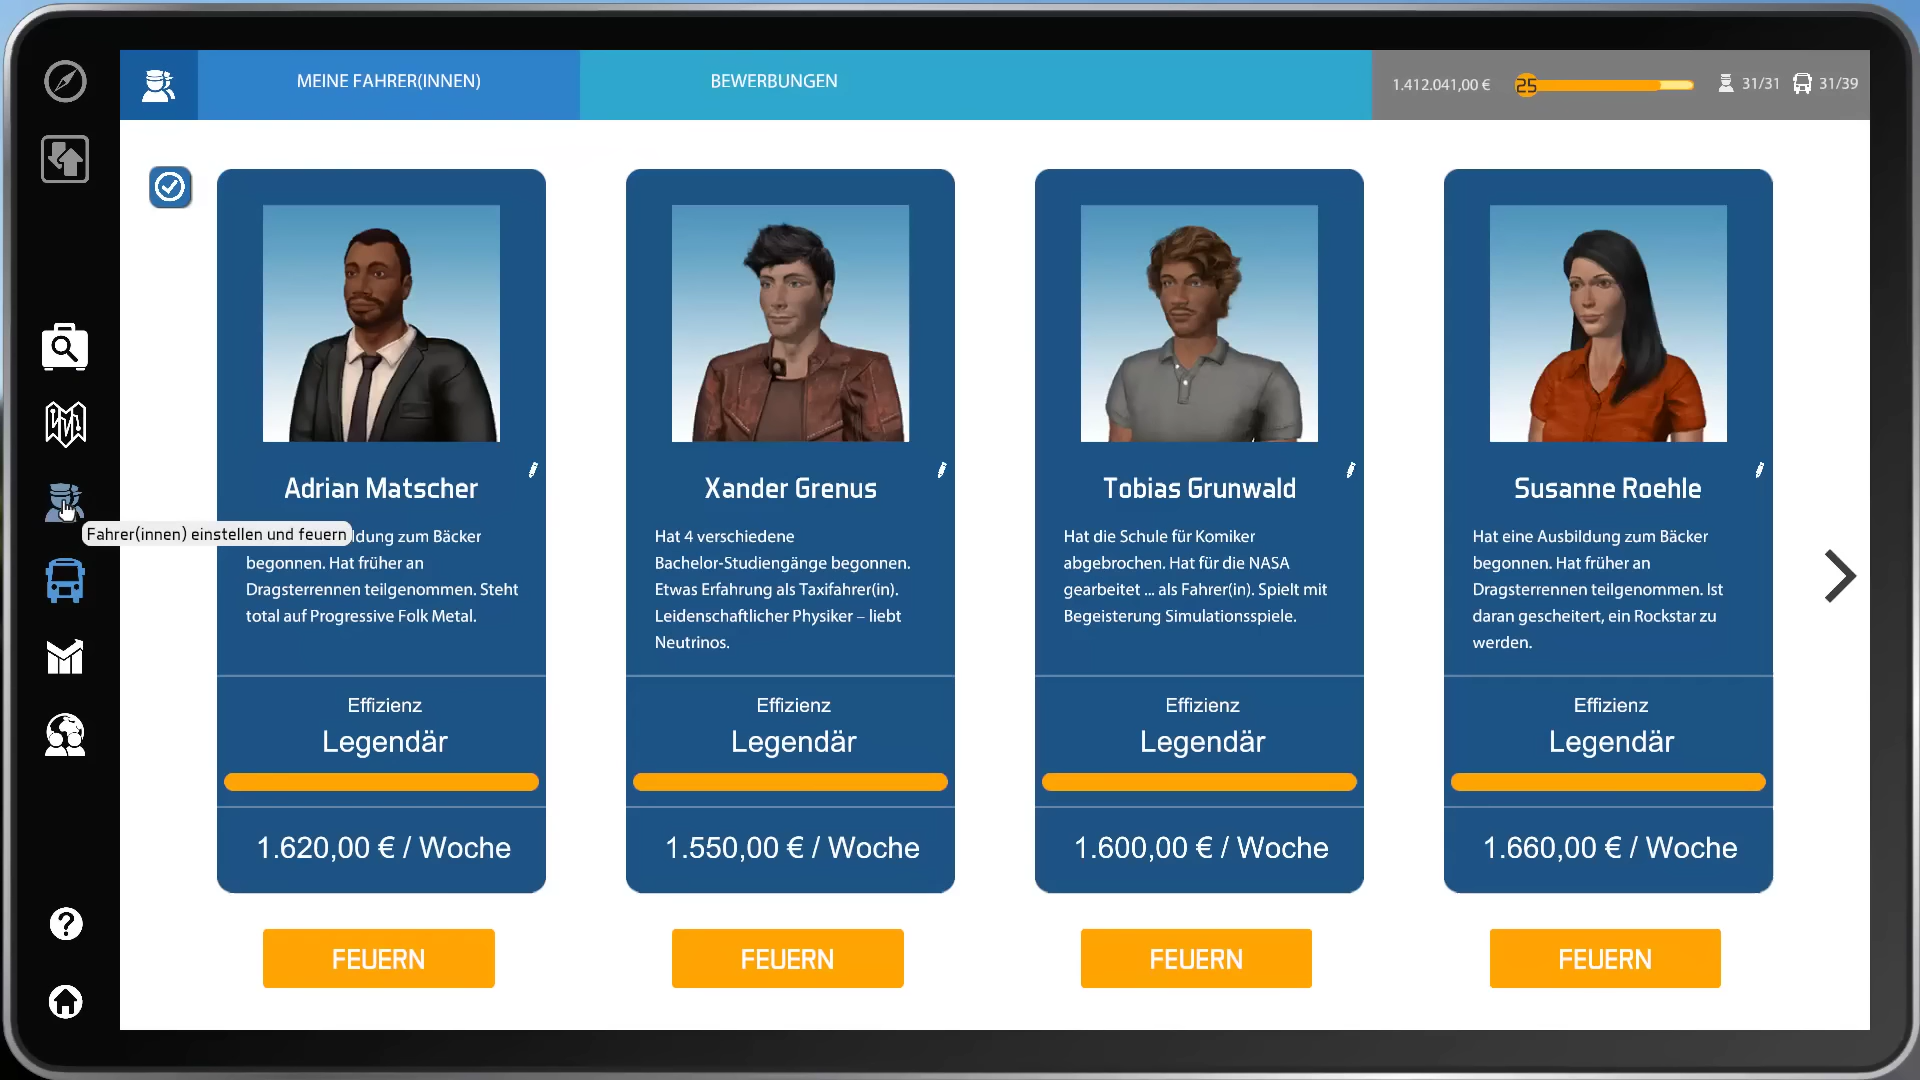 MEINE FAHRER(INNEN)
BEWERBUNGEN
1.412.041,00 €
25
31/31
31/39
Adrian Matscher
ldung zum Bäcker
begonnen. Hat früher an
Dragsterrennen teilgenommen. Steht
total auf Progressive Folk Metal.
Effizienz
Legendär
1.620,00 € / Woche
FEUERN
Xander Grenus
Hat 4 verschiedene
Bachelor-Studiengänge begonnen.
Etwas Erfahrung als Taxifahrer(in).
Leidenschaftlicher Physiker – liebt
Neutrinos.
Effizienz
Legendär
1.550,00 € / Woche
FEUERN
Tobias Grunwald
Hat die Schule für Komiker
abgebrochen. Hat für die NASA
gearbeitet ... als Fahrer(in). Spielt mit
Begeisterung Simulationsspiele.
Effizienz
Legendär
1.600,00 € / Woche
FEUERN
Susanne Roehle
Hat eine Ausbildung zum Bäcker
begonnen. Hat früher an
Dragsterrennen teilgenommen. Ist
daran gescheitert, ein Rockstar zu
werden.
Effizienz
Legendär
1.660,00 € / Woche
FEUERN
Fahrer(innen) einstellen und feuern
?